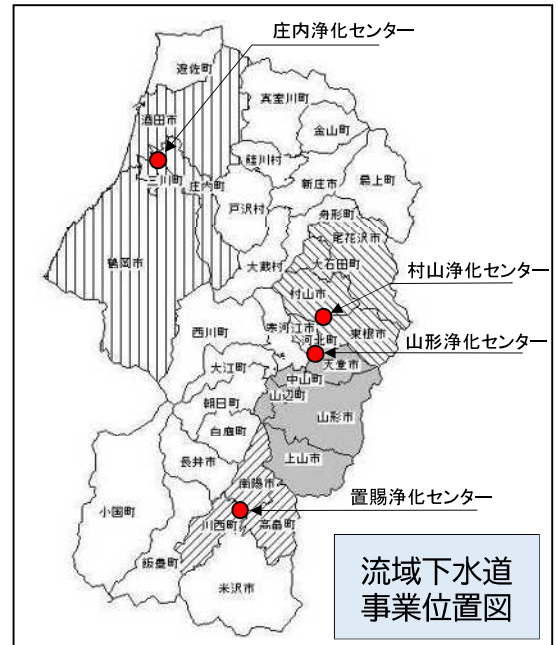 庄内浄化センター
遊佐町
真室川町
酒田市
金山町
鮭川村
最上町
三川町
庄内町
新庄市
戸沢村
舟形町
尾花沢市
大蔵村
大石田町
鶴岡市
村山浄化センター
村山市
西川町
寒河江市
東根市
河北町
山形浄化センター
大江町
天童市
中山町
朝日町
山辺町
山形市
白鷹町
長井市
上山市
南陽市
置賜浄化センター
小国町
川西町
高畠町
飯豊町
米沢市
流域下水道
事業位置図